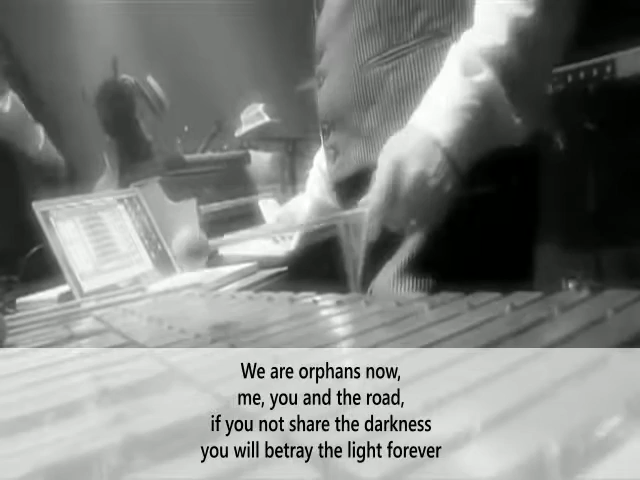 We are orphans now,
me, you and the road,
if you not share the darkness
you will betray the light forever